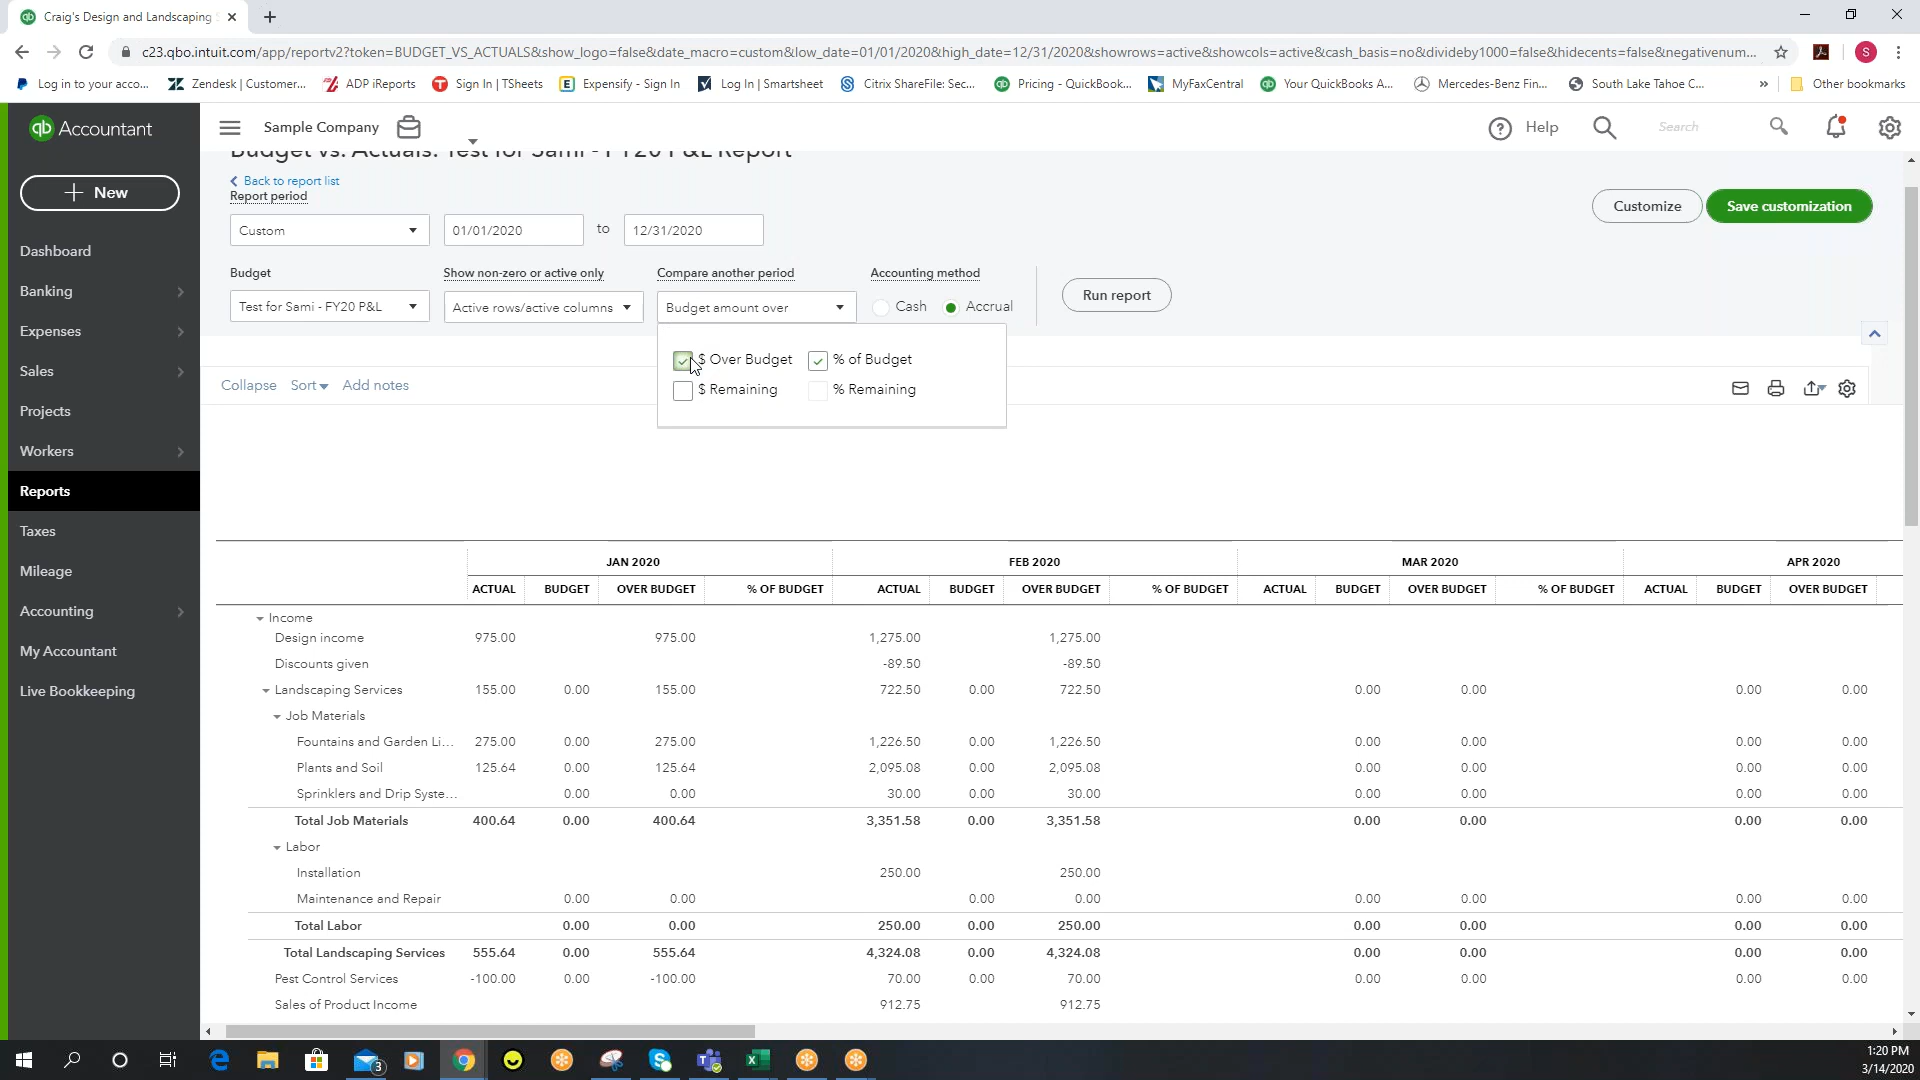 Craig's Design and Landscaping
c23.qbo.intuit.com/app/reportv2?token=BUDGET_VS_ACTUALS&show_logo=false&date_macro=custom&low_date=01/01/2020&high_date=12/31/2020&showrows=active&showcols=active&cash_basis=no&divideby1000=false&hidecents=false&negativenum...
S
Log in to your acco... Zendesk | Customer... ADP iReports Sign In | TSheets Expensify - Sign In Log In | Smartsheet Citrix ShareFile: Sec... Pricing - QuickBook... MyFaxCentral Your QuickBooks A... Mercedes-Benz Fin... South Lake Tahoe C... » Other bookmarks
qb Accountant
Sample Company
Help
Search
Budget vs. Actuals: Test for Sami - FY20 P&L Report
Back to report list
Report period
Custom 01/01/2020 to 12/31/2020
Customize
Save customization
Budget Show non-zero or active only Compare another period Accounting method
Test for Sami - FY20 P&L Active rows/active columns Budget amount over Cash Accrual
Run report
$ Over Budget % of Budget
$ Remaining % Remaining
Collapse Sort Add notes
+ New
Dashboard
Banking
Expenses
Sales
Projects
Workers
Reports
Taxes
Mileage
Accounting
My Accountant
Live Bookkeeping
JAN 2020 FEB 2020 MAR 2020 APR 2020
ACTUAL BUDGET OVER BUDGET % OF BUDGET ACTUAL BUDGET OVER BUDGET % OF BUDGET ACTUAL BUDGET OVER BUDGET % OF BUDGET ACTUAL BUDGET OVER BUDGET
Income
Design income 975.00 975.00 1,275.00 1,275.00
Discounts given -89.50 -89.50
Landscaping Services 155.00 0.00 155.00 722.50 0.00 722.50 0.00 0.00 0.00 0.00
Job Materials
Fountains and Garden Li... 275.00 0.00 275.00 1,226.50 0.00 1,226.50 0.00 0.00 0.00 0.00
Plants and Soil 125.64 0.00 125.64 2,095.08 0.00 2,095.08 0.00 0.00 0.00 0.00
Sprinklers and Drip Syste... 0.00 0.00 30.00 0.00 30.00 0.00 0.00 0.00 0.00
Total Job Materials 400.64 0.00 400.64 3,351.58 0.00 3,351.58 0.00 0.00 0.00 0.00
Labor
Installation 250.00 250.00
Maintenance and Repair 0.00 0.00 0.00 0.00 0.00 0.00 0.00 0.00
Total Labor 0.00 0.00 250.00 0.00 250.00 0.00 0.00 0.00 0.00
Total Landscaping Services 555.64 0.00 555.64 4,324.08 0.00 4,324.08 0.00 0.00 0.00 0.00
Pest Control Services -100.00 0.00 -100.00 70.00 0.00 70.00 0.00 0.00 0.00 0.00
Sales of Product Income 912.75 912.75
3
1:20 PM
3/14/2020